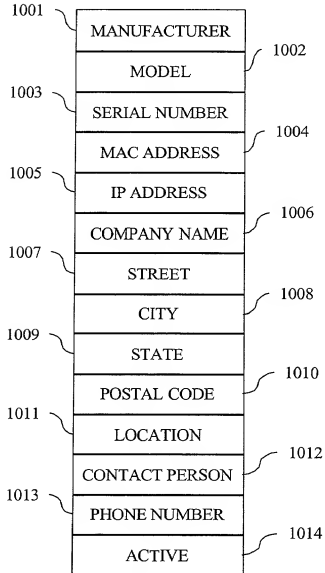 1001
MANUFACTURER
MODEL
1002
1003
SERIAL NUMBER
MAC ADDRESS
1004
1005
IP ADDRESS
COMPANY NAME
1006
1007
STREET
CITY
1008
1009
STATE
POSTAL CODE
1010
1011
LOCATION
CONTACT PERSON
1012
1013
PHONE NUMBER
ACTIVE
1014